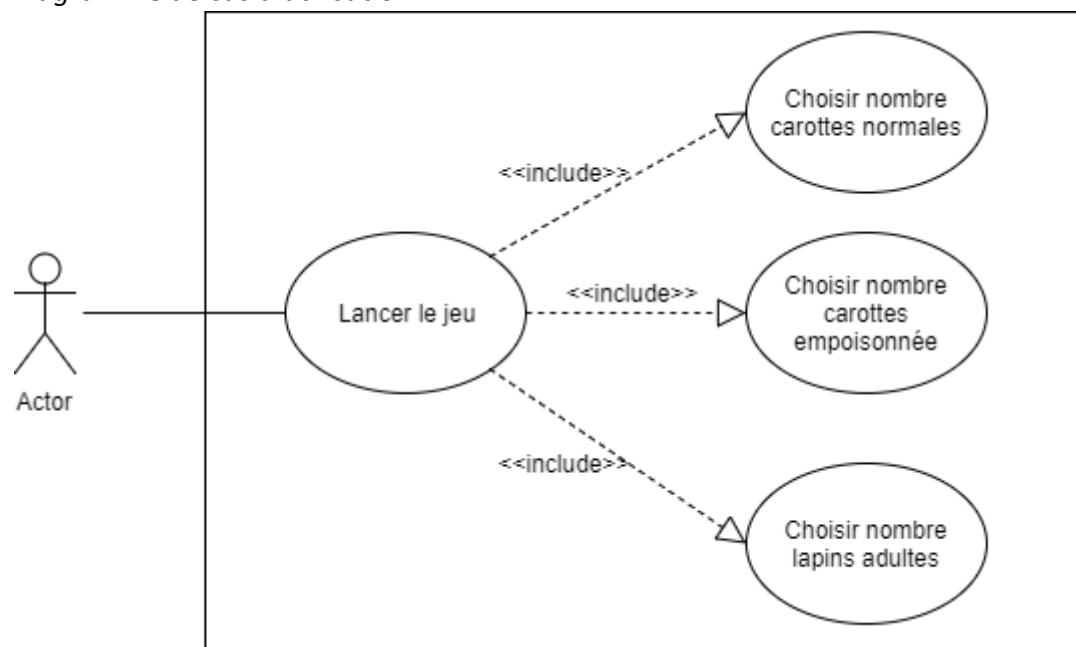 Choisir nombre
carottes normales
<<include>>
<<include>>
Choisir nombre
carottes
empoisonnée
Lancer le jeu
Actor
<<include>>
Choisir nombre
lapins adultes